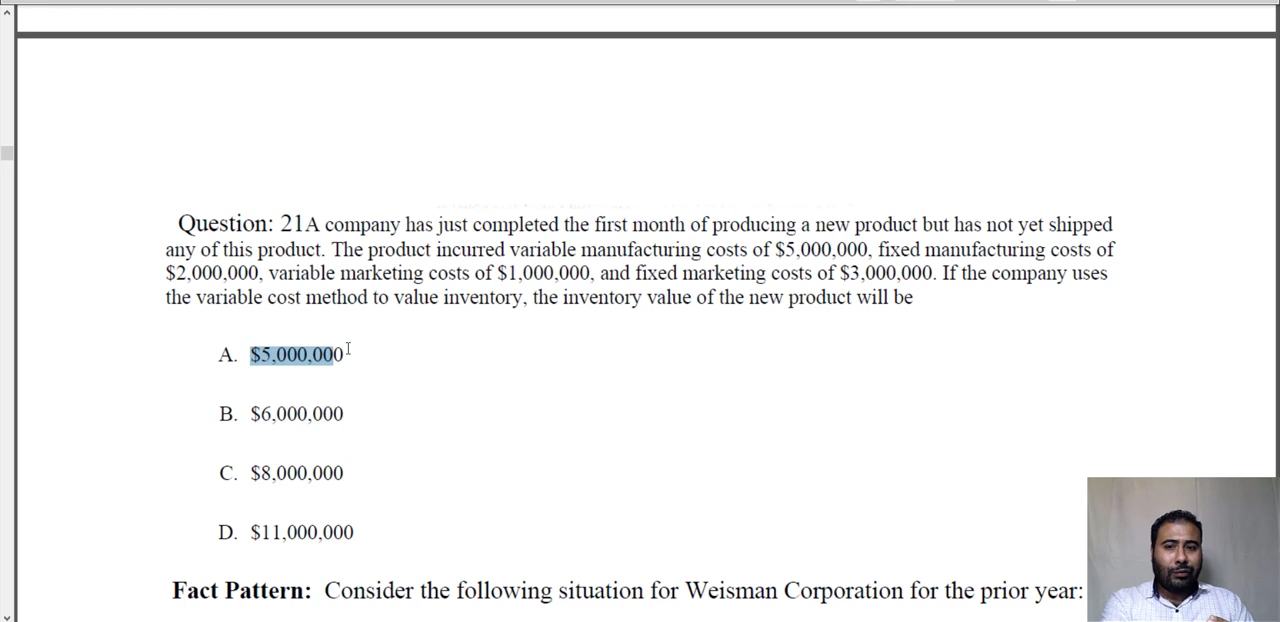 Question: 21A company has just completed the first month of producing a new product but has not yet shipped
any of this product. The product incurred variable manufacturing costs of $5,000,000, fixed manufacturing costs of
$2,000,000, variable marketing costs of $1,000,000, and fixed marketing costs of $3,000,000. If the company uses
the variable cost method to value inventory, the inventory value of the new product will be
A. $5,000,000
B. $6,000,000
C. $8,000,000
D. $11,000,000
Fact Pattern: Consider the following situation for Weisman Corporation for the prior year: